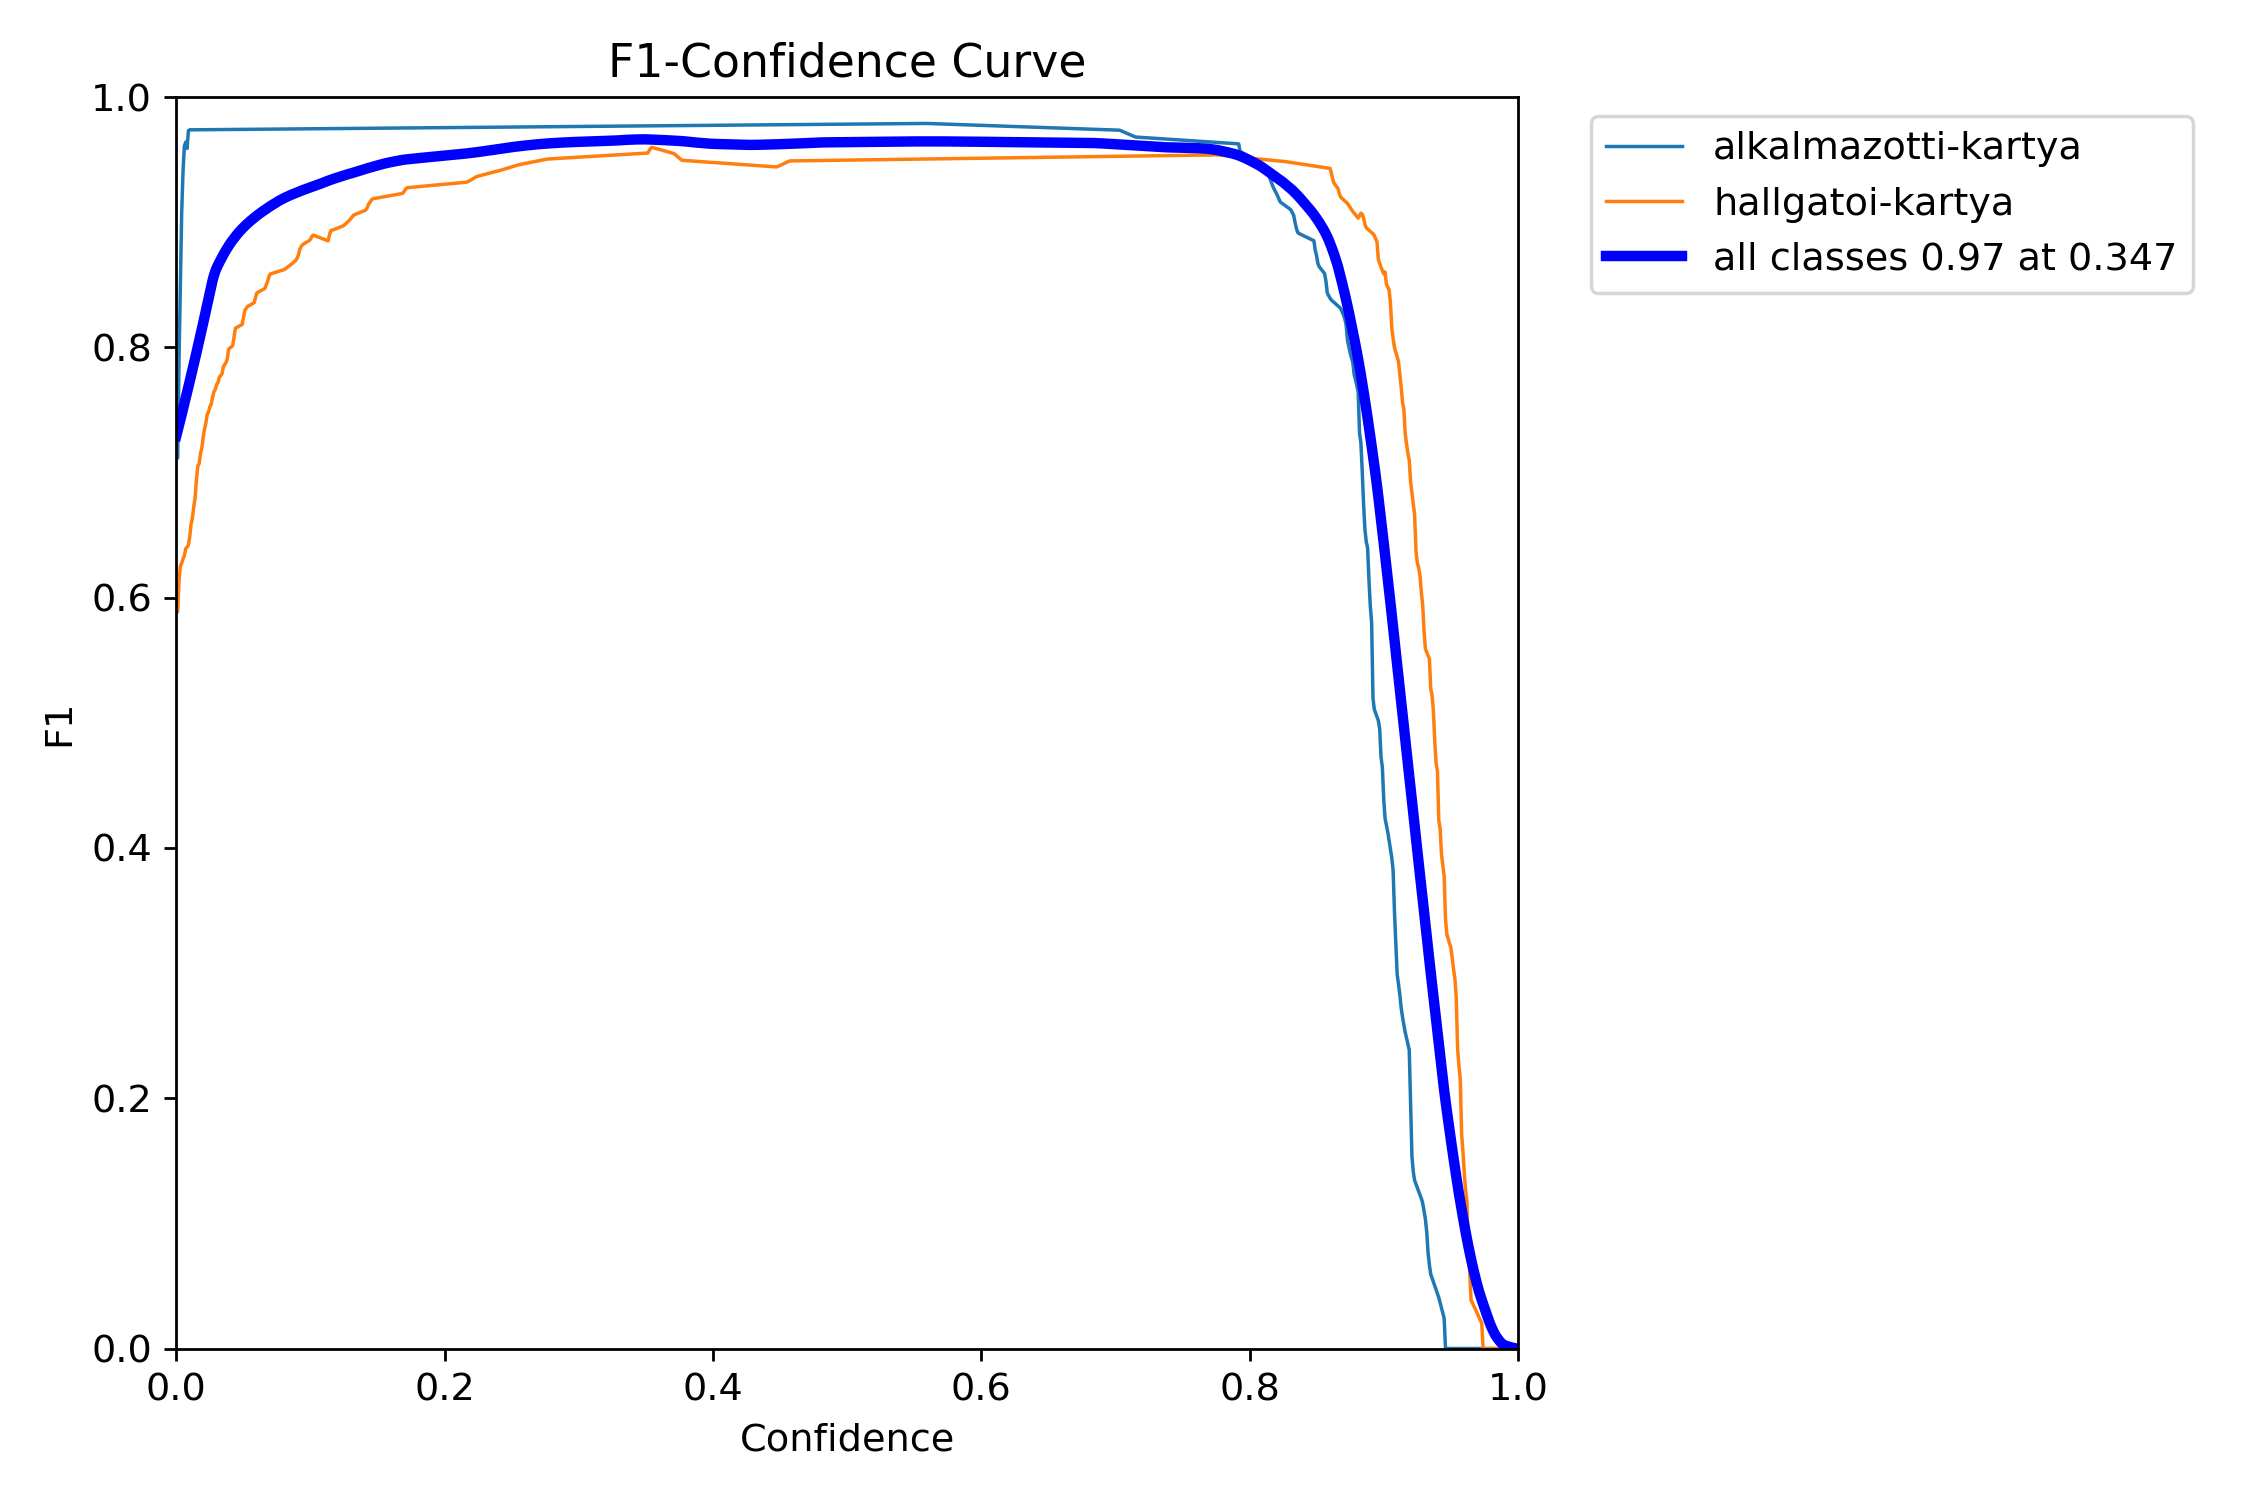 F1-Confidence Curve
alkalmazotti-kartya
hallgatoi-kartya
all classes 0.97 at 0.347
1.0
0.8
0.6
0.4
0.2
0.0
F1
0.0 0.2 0.4 0.6 0.8 1.0
Confidence